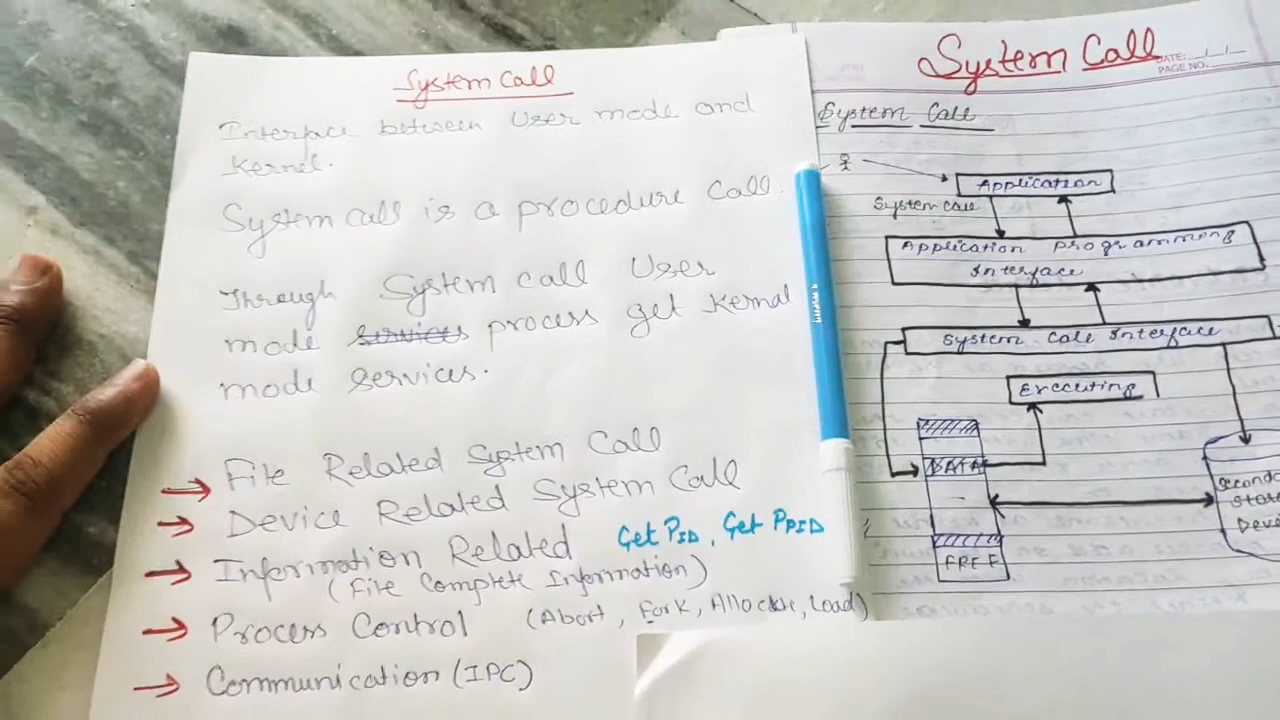 System Call
Interface between User mode and
Kernel.
System call is a procedure Call.
Through System call User
mode services process get Kernal
mode Services.
File Related System Call
Device Related System Call
Information Related Get PID, Get PPID
(File Complete Information)
Process Control (Abort, Fork, Allocate, Load)
Communication (IPC)
System Call
DATE:
PAGE NO.
System Call
Application
System call
Application programming
Interface
System Call Interface
Executing
DATA
FREE